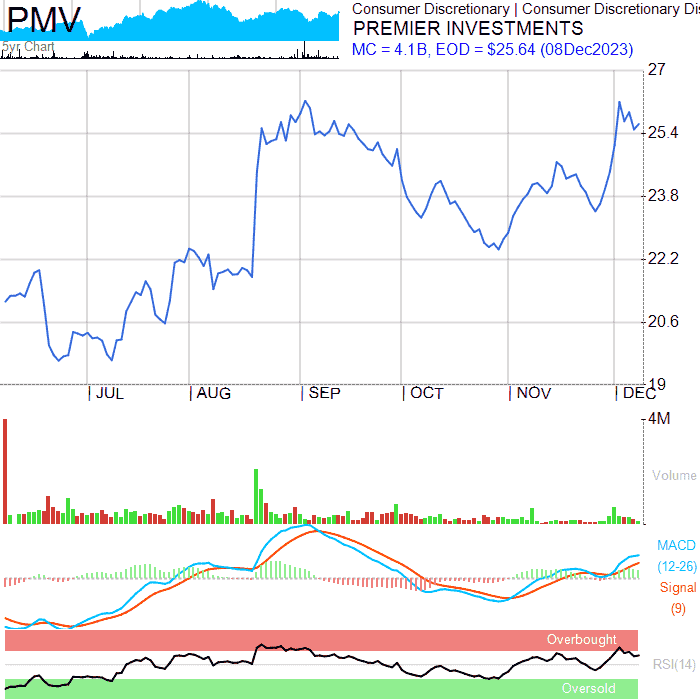 PMV
5yr Chart
Consumer Discretionary | Consumer Discretionary Dis
PREMIER INVESTMENTS
MC = 4.1B, EOD = $25.64 (08Dec2023)
27
25.4
23.8
22.2
20.6
19
JUL AUG SEP OCT NOV DEC
4M
Volume
MACD
(12-26)
Signal
(9)
Overbought
RSI(14)
Oversold